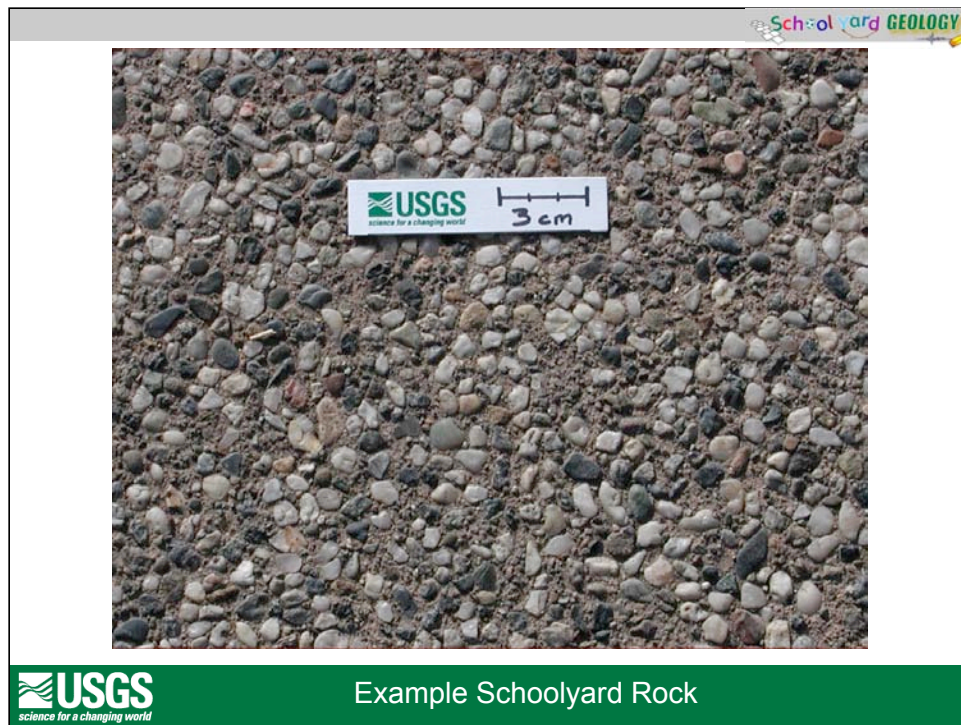 School yard GEOLOGY
USGS
science for a changing world
3 cm
USGS
science for a changing world
Example Schoolyard Rock